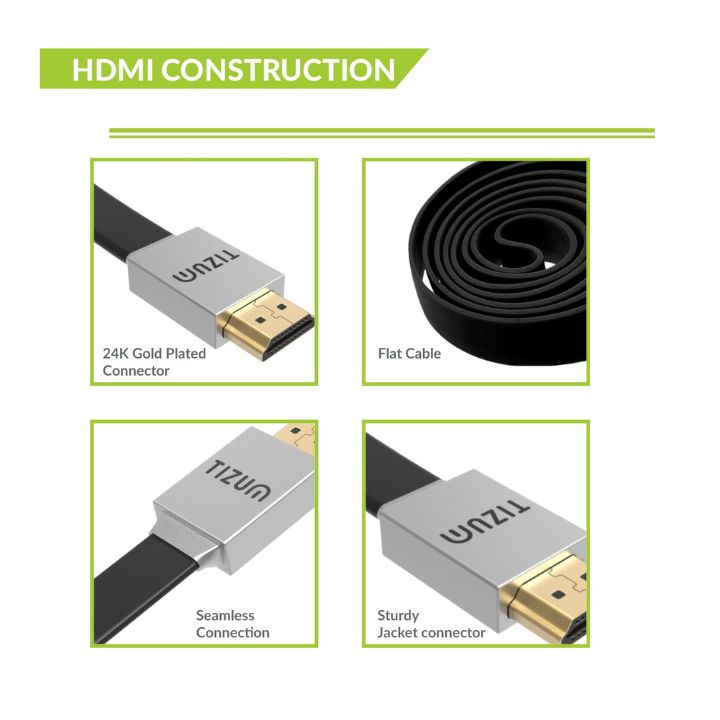 HDMI CONSTRUCTION
TIZUM
24K Gold Plated
Connector
Flat Cable
TIZUM
Seamless
Connection
TIZUM
Sturdy
Jacket connector